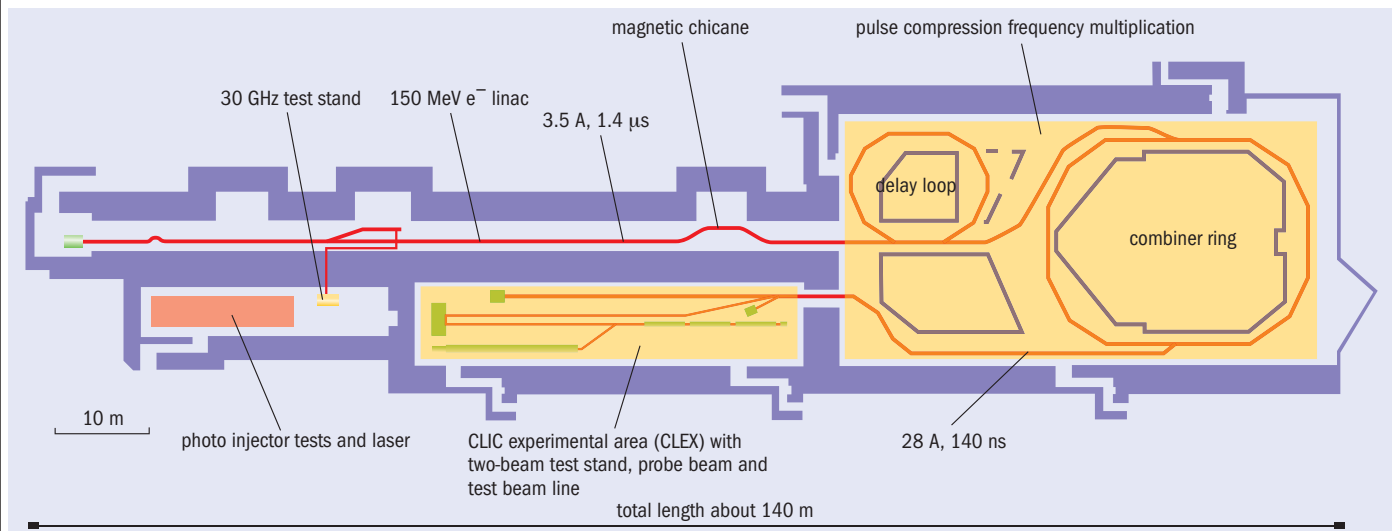 magnetic chicane
pulse compression frequency multiplication
30 GHz test stand
150 MeV e⁻ linac
3.5 A, 1.4 μs
delay loop
combiner ring
10 m
photo injector tests and laser
CLIC experimental area (CLEX) with
two-beam test stand, probe beam and
test beam line
28 A, 140 ns
total length about 140 m